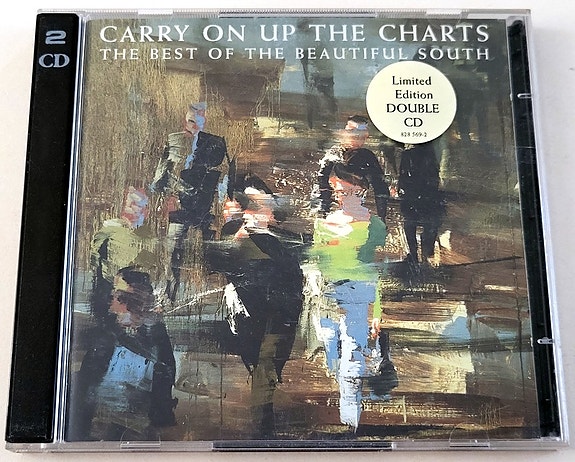 2
CD
CARRY ON UP THE CHARTS
THE BEST OF THE BEAUTIFUL SOUTH
Limited
Edition
DOUBLE
CD
828 569-2